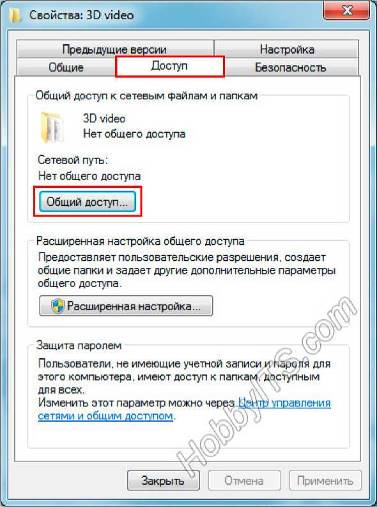 Свойства: 3D video
Предыдущие версии
Настройка
Общие
Доступ
Безопасность
Общий доступ к сетевым файлам и папкам
3D video
Нет общего доступа
Сетевой путь:
Нет общего доступа
Общий доступ...
Расширенная настройка общего доступа
Предоставляет пользовательские разрешения, создает
общие папки и задает другие дополнительные параметры
общего доступа.
Расширенная настройка...
Защита паролем
Пользователи, не имеющие учетной записи и пароля для
этого компьютера, имеют доступ к папкам, доступным
для всех.
Изменить этот параметр можно через Центр управления
сетями и общим доступом.
Закрыть
Отмена
Применить
HobbyITS.com